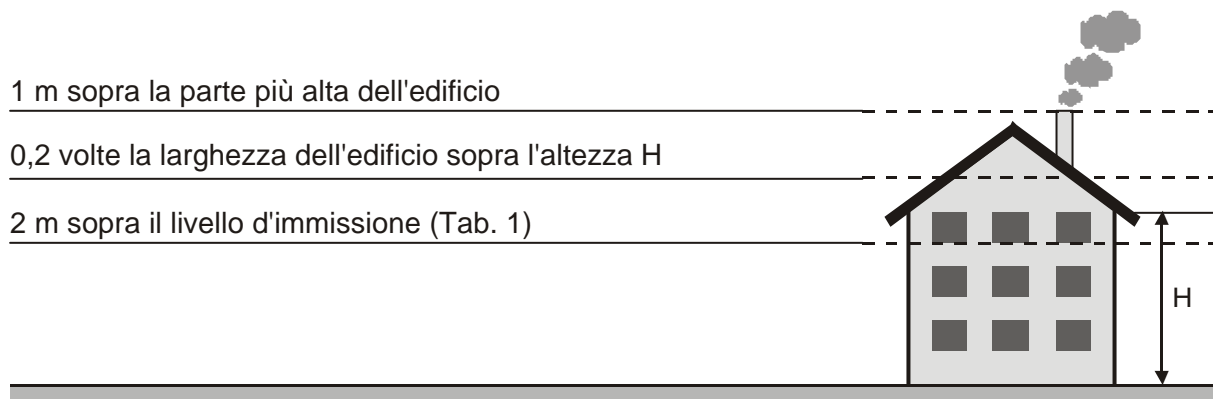 1 m sopra la parte più alta dell'edificio
0,2 volte la larghezza dell'edificio sopra l'altezza H
2 m sopra il livello d'immissione (Tab. 1)
H